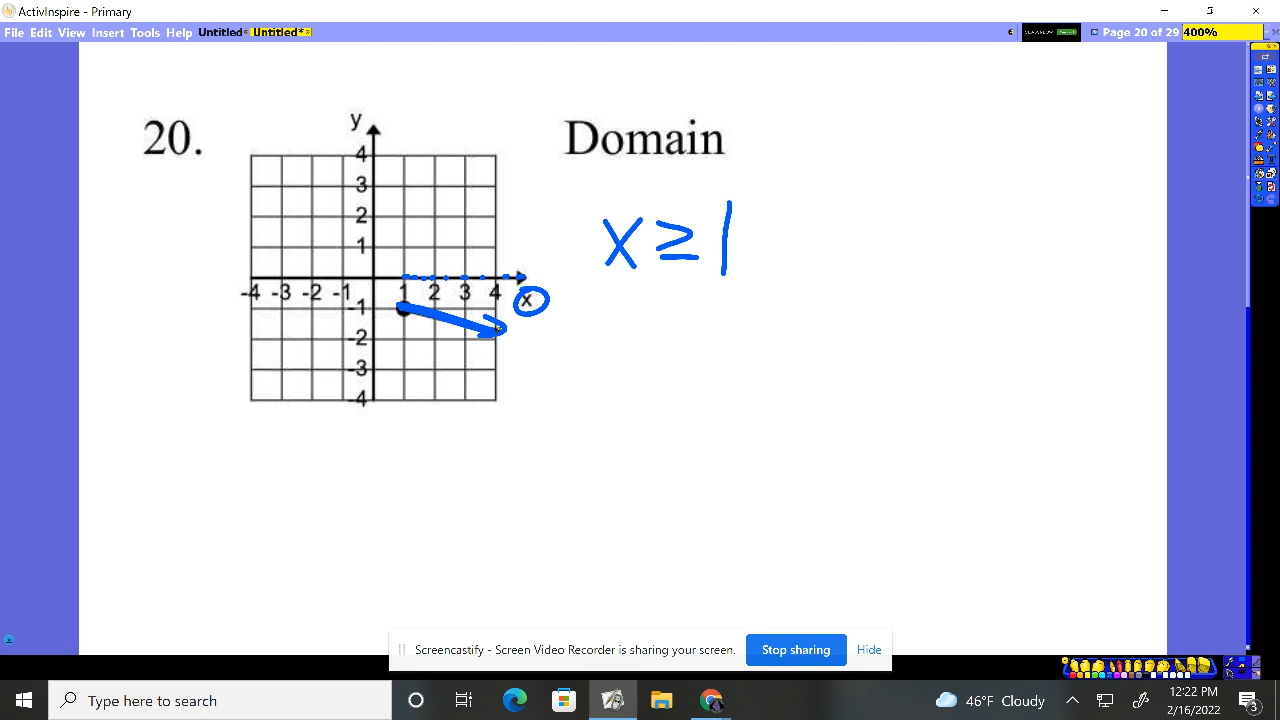 ActivInspire - Primary
File Edit View Insert Tools Help Untitled Untitled* Page 20 of 29 400%
20.
Domain
y
4
3
2
1
-4 -3 -2 -1 1 2 3 4 x
-1
-2
-3
-4
x ≥ 1
Screencastify - Screen Video Recorder is sharing your screen. Stop sharing Hide
Type here to search
46°F Cloudy
12:22 PM
2/16/2022
3